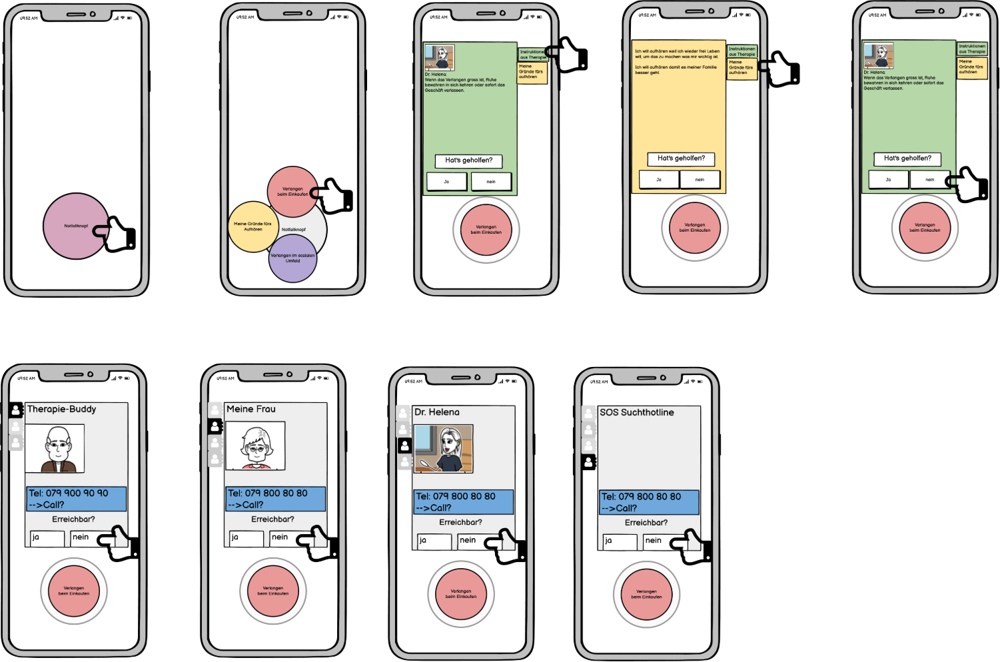 09:52 AM
Notfallknopf
09:52 AM
Verlangen
beim Einkaufen
Meine Gründe fürs
Aufhören
Notfallknopf
Verlangen im sozialen
Umfeld
09:52 AM
Instruktionen
aus Therapie
Meine
Gründe fürs
aufhören
Dr. Helena:
Wenn das Verlangen gross ist, Ruhe
bewahren in sich kehren oder sofort das
Geschäft verlassen.
Hat's geholfen?
Ja
nein
Verlangen
beim Einkaufen
09:52 AM
Ich will aufhören weil ich wieder frei Leben
will, um das zu machen was mir wichtig ist.
Ich will aufhören damit es meiner Familie
besser geht.
Instruktionen
aus Therapie
Meine
Gründe fürs
aufhören
Hat's geholfen?
Ja
nein
Verlangen
beim Einkaufen
09:52 AM
Instruktionen
aus Therapie
Meine
Gründe fürs
aufhören
Dr. Helena:
Wenn das Verlangen gross ist, Ruhe
bewahren in sich kehren oder sofort das
Geschäft verlassen.
Hat's geholfen?
Ja
nein
Verlangen
beim Einkaufen
09:52 AM
Therapie-Buddy
Tel: 079 900 90 90
-->Call?
Erreichbar?
ja
nein
Verlangen
beim Einkaufen
09:52 AM
Meine Frau
Tel: 079 800 80 80
-->Call?
Erreichbar?
ja
nein
Verlangen
beim Einkaufen
09:52 AM
Dr. Helena
Tel: 079 800 80 80
-->Call?
Erreichbar?
ja
nein
Verlangen
beim Einkaufen
09:52 AM
SOS Suchthotline
Tel: 079 800 80 80
-->Call?
Erreichbar?
ja
nein
Verlangen
beim Einkaufen